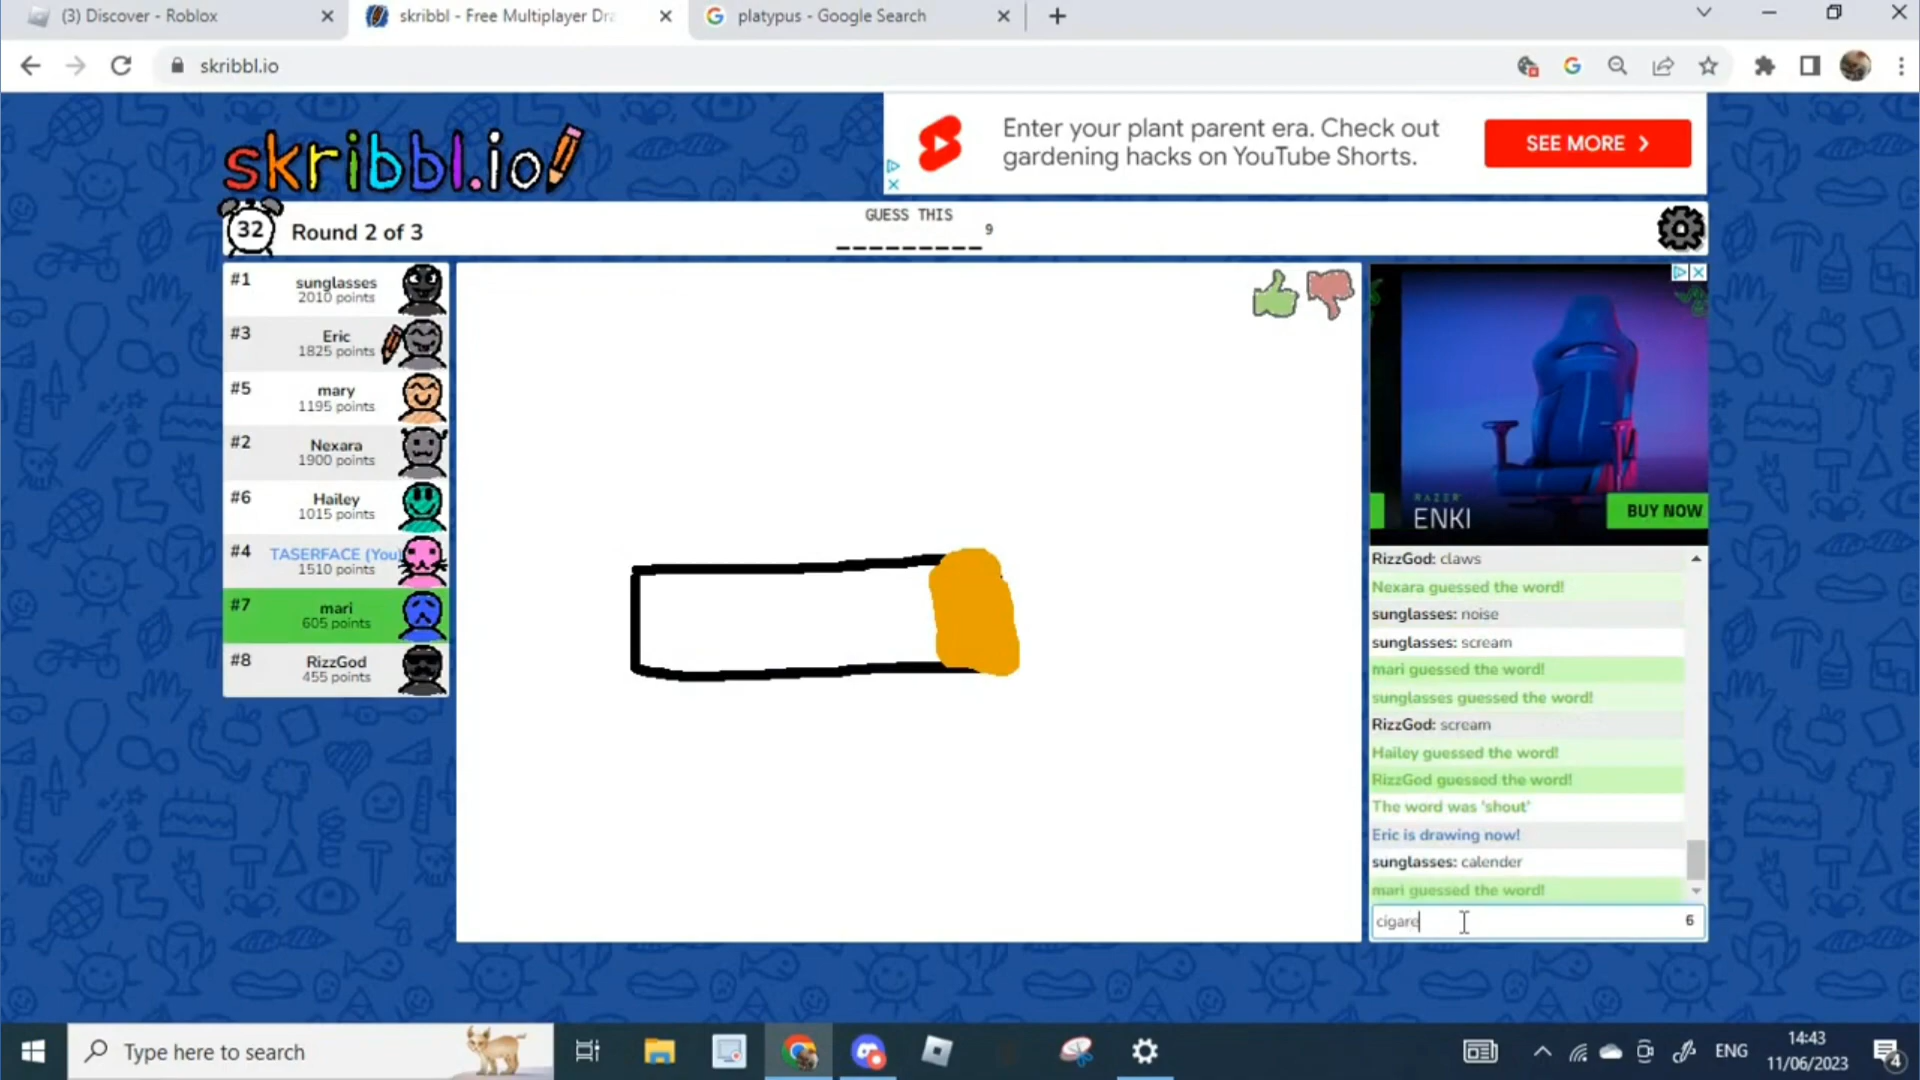 (3) Discover - Roblox
skribbl - Free Multiplayer Dra
platypus - Google Search
skribbl.io
skribbl.io
Enter your plant parent era. Check out
gardening hacks on YouTube Shorts.
SEE MORE
32
Round 2 of 3
GUESS THIS
_________ 9
#1 sunglasses
2010 points
#3 Eric
1825 points
#5 mary
1195 points
#2 Nexara
1900 points
#6 Hailey
1015 points
#4 TASERFACE (You)
1510 points
#7 mari
605 points
#8 RizzGod
455 points
RAZER
ENKI
BUY NOW
RizzGod: claws
Nexara guessed the word!
sunglasses: noise
sunglasses: scream
mari guessed the word!
sunglasses guessed the word!
RizzGod: scream
Hailey guessed the word!
RizzGod guessed the word!
The word was 'shout'
Eric is drawing now!
sunglasses: calender
mari guessed the word!
cigare 6
Type here to search
ENG
14:43
11/06/2023
4